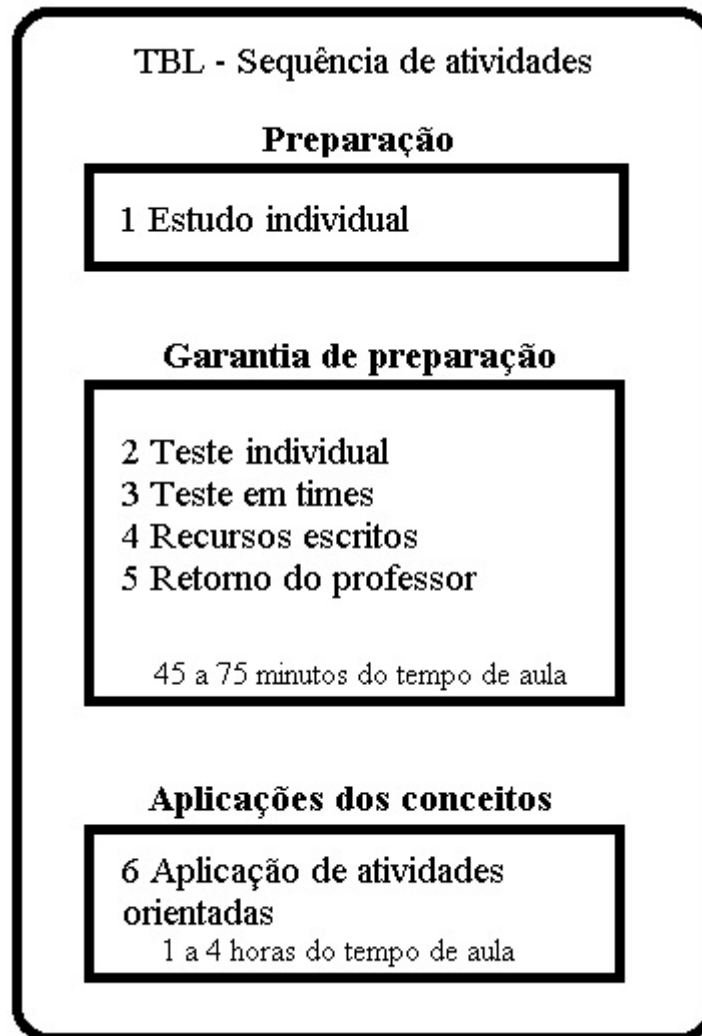 TBL - Sequência de atividades
Preparação
1 Estudo individual
Garantia de preparação
2 Teste individual
3 Teste em times
4 Recursos escritos
5 Retorno do professor
45 a 75 minutos do tempo de aula
Aplicações dos conceitos
6 Aplicação de atividades
orientadas
1 a 4 horas do tempo de aula